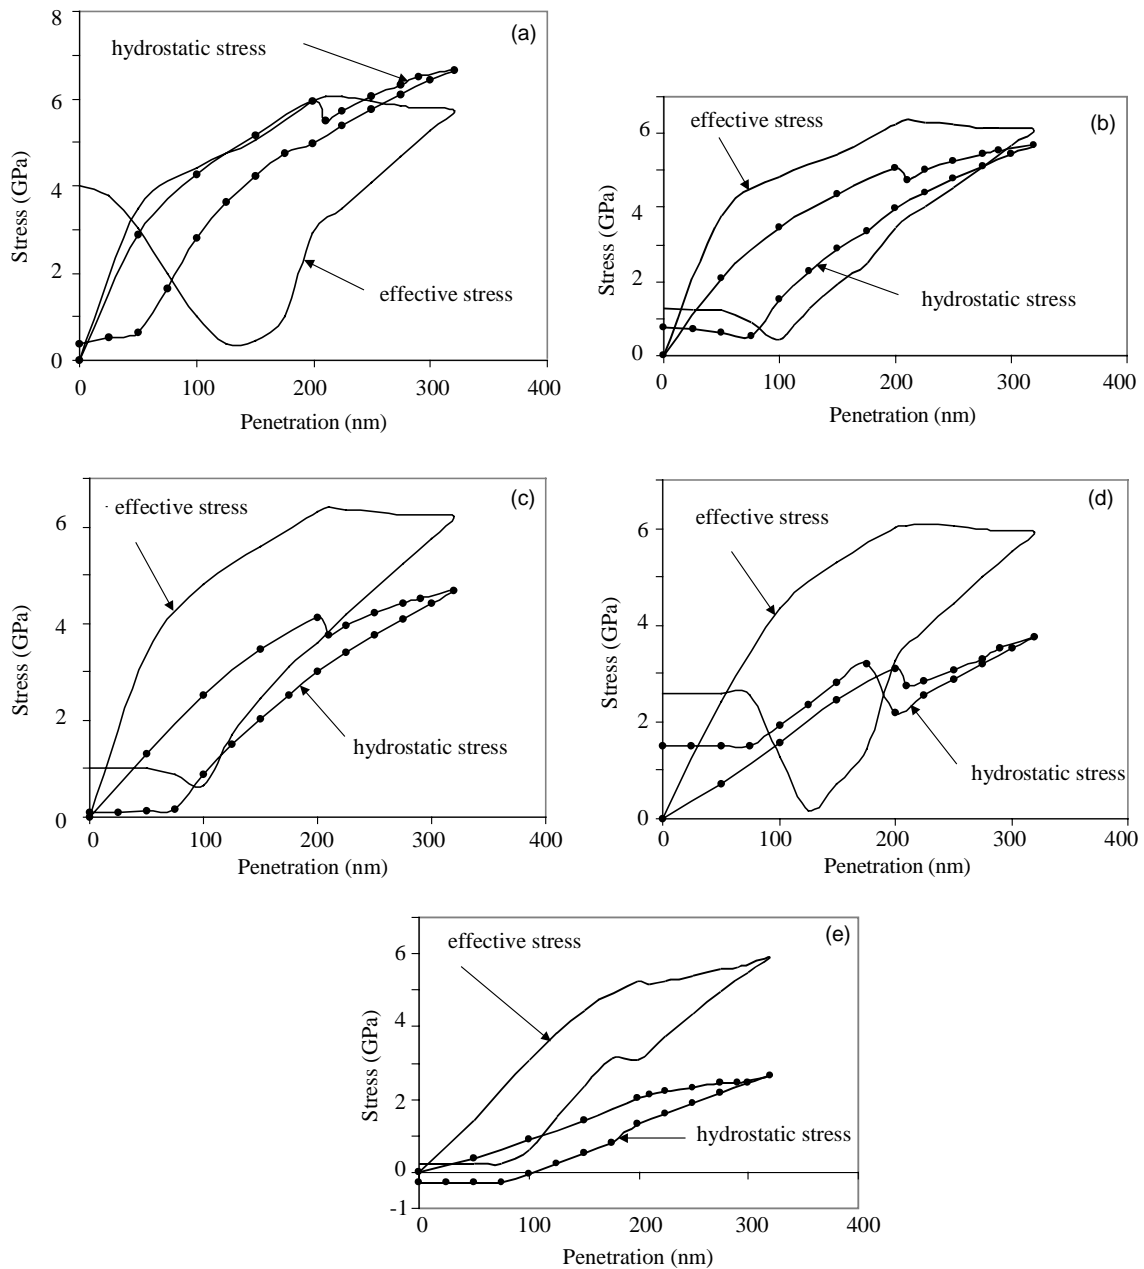 8
6
4
2
0
Stress (GPa)
hydrostatic stress
(a)
effective stress
0 100 200 300 400
Penetration (nm)
6
4
2
0
Stress (GPa)
effective stress
(b)
hydrostatic stress
0 100 200 300 400
Penetration (nm)
6
4
2
0
Stress (GPa)
effective stress
(c)
hydrostatic stress
0 100 200 300 400
Penetration (nm)
6
4
2
0
Stress (GPa)
effective stress
(d)
hydrostatic stress
0 100 200 300 400
Penetration (nm)
6
4
2
0
-1
Stress (GPa)
effective stress
(e)
hydrostatic stress
0 100 200 300 400
Penetration (nm)